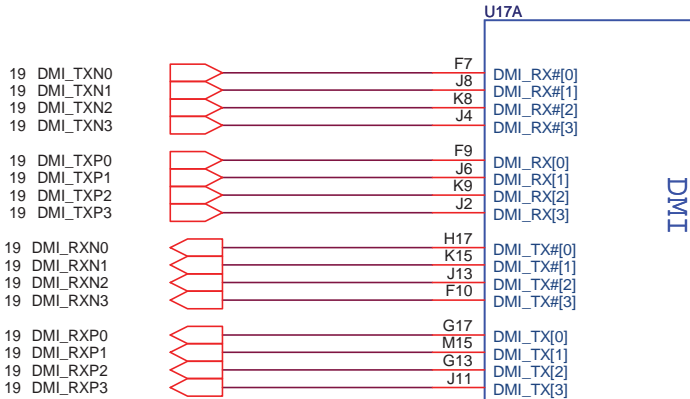 U17A
19 DMI_TXN0 F7 DMI_RX#[0]
19 DMI_TXN1 J8 DMI_RX#[1]
19 DMI_TXN2 K8 DMI_RX#[2]
19 DMI_TXN3 J4 DMI_RX#[3]
19 DMI_TXP0 F9 DMI_RX[0]
19 DMI_TXP1 J6 DMI_RX[1]
19 DMI_TXP2 K9 DMI_RX[2]
19 DMI_TXP3 J2 DMI_RX[3]
DMI
19 DMI_RXN0 H17 DMI_TX#[0]
19 DMI_RXN1 K15 DMI_TX#[1]
19 DMI_RXN2 J13 DMI_TX#[2]
19 DMI_RXN3 F10 DMI_TX#[3]
19 DMI_RXP0 G17 DMI_TX[0]
19 DMI_RXP1 M15 DMI_TX[1]
19 DMI_RXP2 G13 DMI_TX[2]
19 DMI_RXP3 J11 DMI_TX[3]